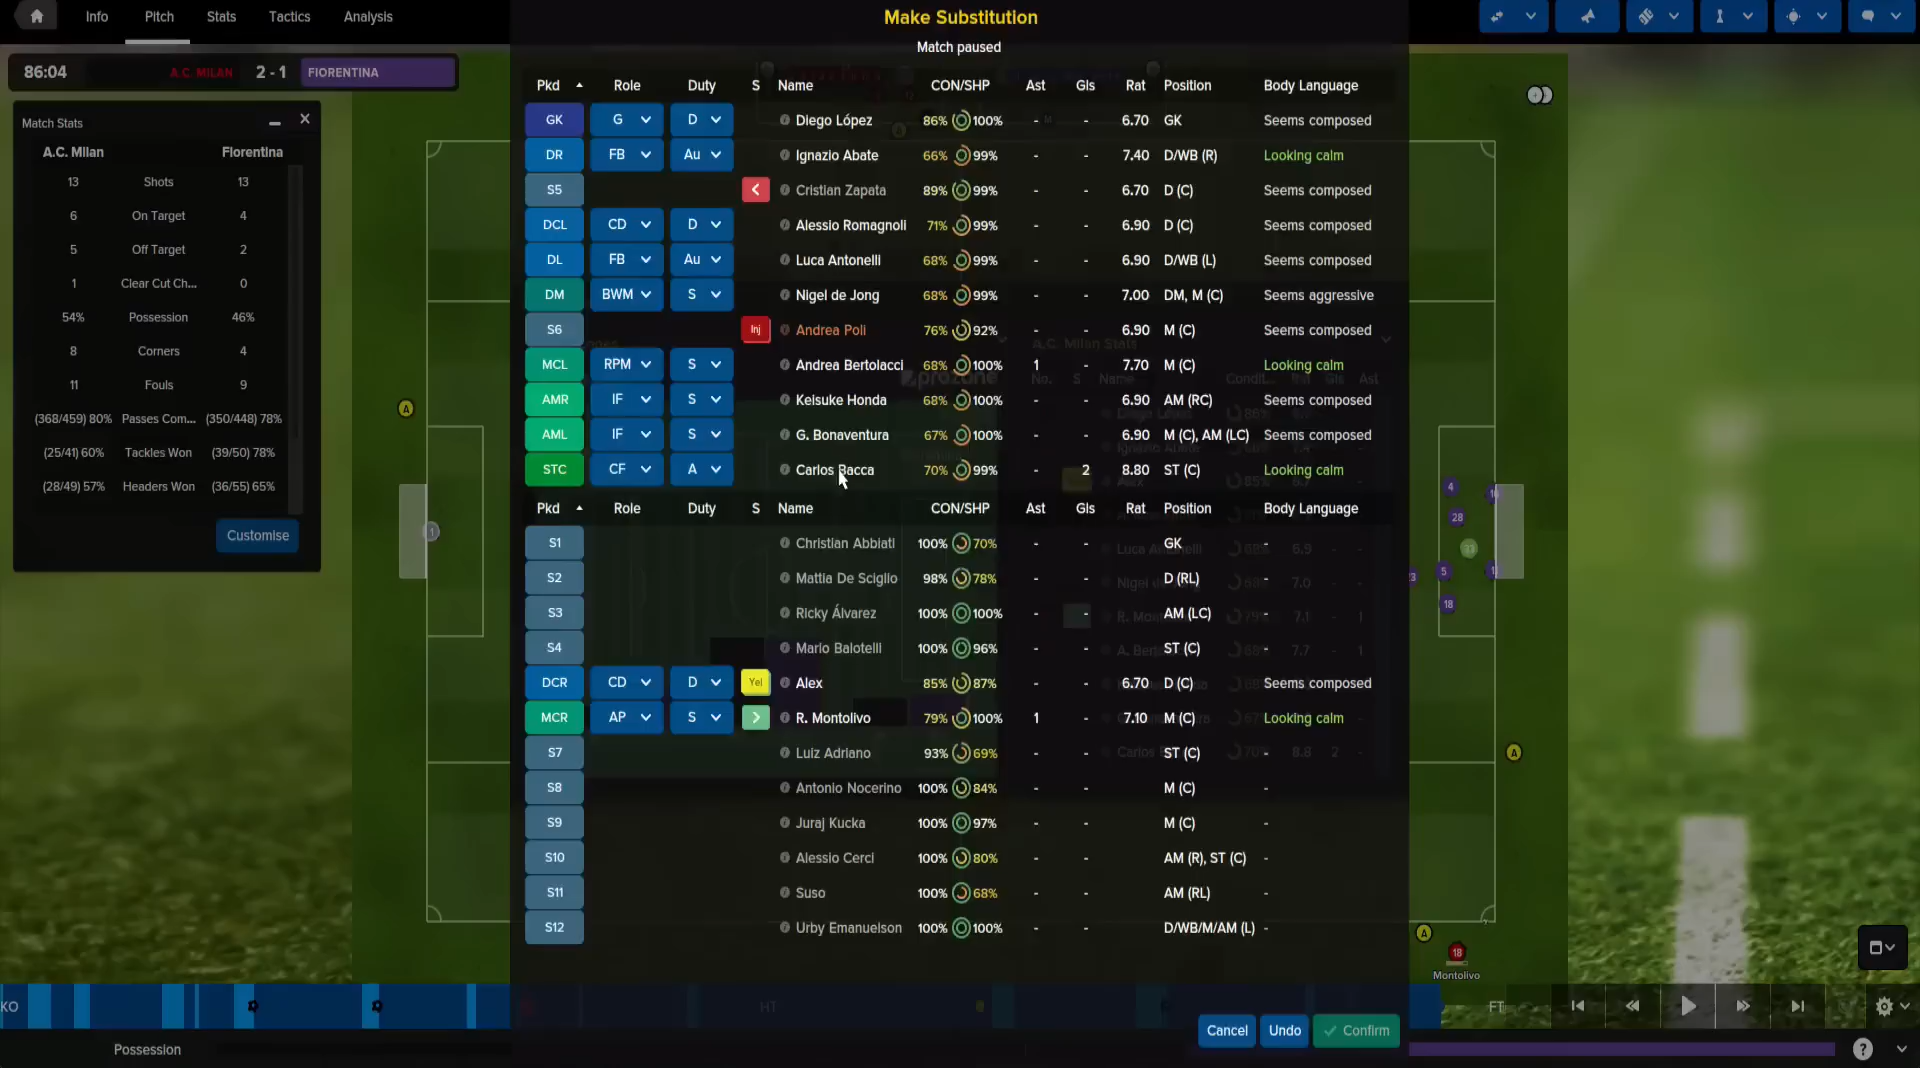 Info Pitch Stats Tactics Analysis
Make Substitution
Match paused
86:04 A.C. MILAN 2 - 1 FIORENTINA
Match Stats
A.C. Milan Fiorentina
13 Shots 13
6 On Target 4
5 Off Target 2
1 Clear Cut Ch... 0
54% Possession 46%
8 Corners 4
11 Fouls 9
(368/459) 80% Passes Com... (350/448) 78%
(25/41) 60% Tackles Won (39/50) 78%
(28/49) 57% Headers Won (36/55) 65%
Customise
Pkd Role Duty S Name CON/SHP Ast Gls Rat Position Body Language
GK G D Diego López 86% 100% - - 6.70 GK Seems composed
DR FB Au Ignazio Abate 66% 99% - - 7.40 D/WB (R) Looking calm
S5 Cristian Zapata 89% 99% - - 6.70 D (C) Seems composed
DCL CD D Alessio Romagnoli 71% 99% - - 6.90 D (C) Seems composed
DL FB Au Luca Antonelli 68% 99% - - 6.90 D/WB (L) Seems composed
DM BWM S Nigel de Jong 68% 99% - - 7.00 DM, M (C) Seems aggressive
S6 Inj Andrea Poli 76% 92% - - 6.90 M (C) Seems composed
MCL RPM S Andrea Bertolacci 68% 100% 1 - 7.70 M (C) Looking calm
AMR IF S Keisuke Honda 68% 100% - - 6.90 AM (RC) Seems composed
AML IF S G. Bonaventura 67% 100% - - 6.90 M (C), AM (LC) Seems composed
STC CF A Carlos Bacca 70% 99% - 2 8.80 ST (C) Looking calm
Pkd Role Duty S Name CON/SHP Ast Gls Rat Position Body Language
S1 Christian Abbiati 100% 70% - - GK -
S2 Mattia De Sciglio 98% 78% - - D (RL) -
S3 Ricky Álvarez 100% 100% - - AM (LC) -
S4 Mario Balotelli 100% 96% - - ST (C) -
DCR CD D Yel Alex 85% 87% - - 6.70 D (C) Seems composed
MCR AP S R. Montolivo 79% 100% 1 - 7.10 M (C) Looking calm
S7 Luiz Adriano 93% 69% - - ST (C) -
S8 Antonio Nocerino 100% 84% - - M (C) -
S9 Juraj Kucka 100% 97% - - M (C) -
S10 Alessio Cerci 100% 80% - - AM (R), ST (C) -
S11 Suso 100% 68% - - AM (RL) -
S12 Urby Emanuelson 100% 100% - - D/WB/M/AM (L) -
A
1
4
28
33
5
18
A
A
18
Montolivo
KO HT FT
Cancel Undo Confirm
Possession
?